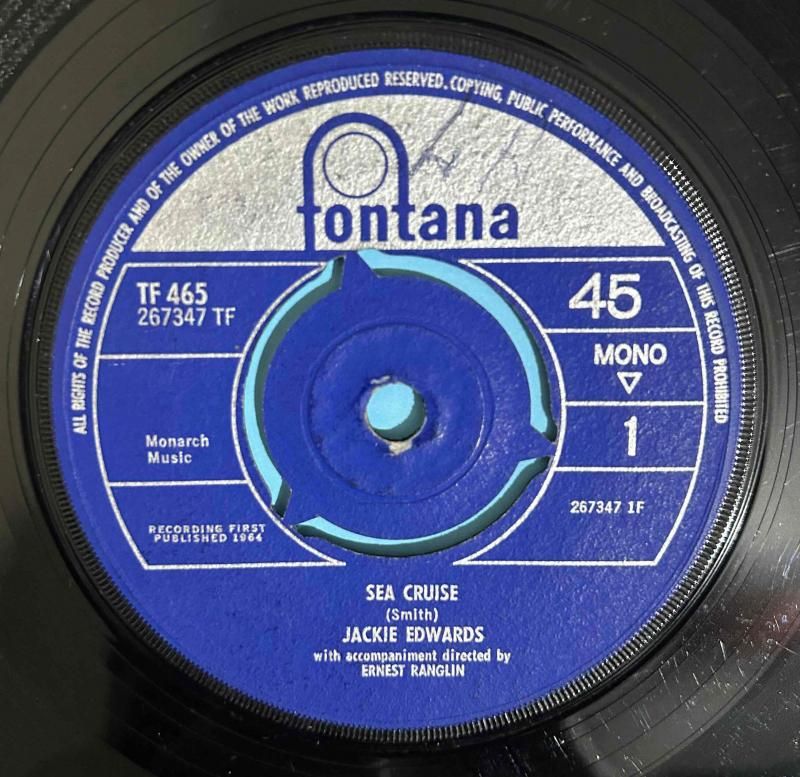 ALL RIGHTS OF THE RECORD PRODUCER AND OF THE OWNER OF THE WORK REPRODUCED RESERVED. COPYING, PUBLIC PERFORMANCE AND BROADCASTING OF THIS RECORD PROHIBITED
fontana
TF 465
267347 TF
45
MONO
1
Monarch
Music
267347 1F
RECORDING FIRST
PUBLISHED 1964
SEA CRUISE
(Smith)
JACKIE EDWARDS
with accompaniment directed by
ERNEST RANGLIN